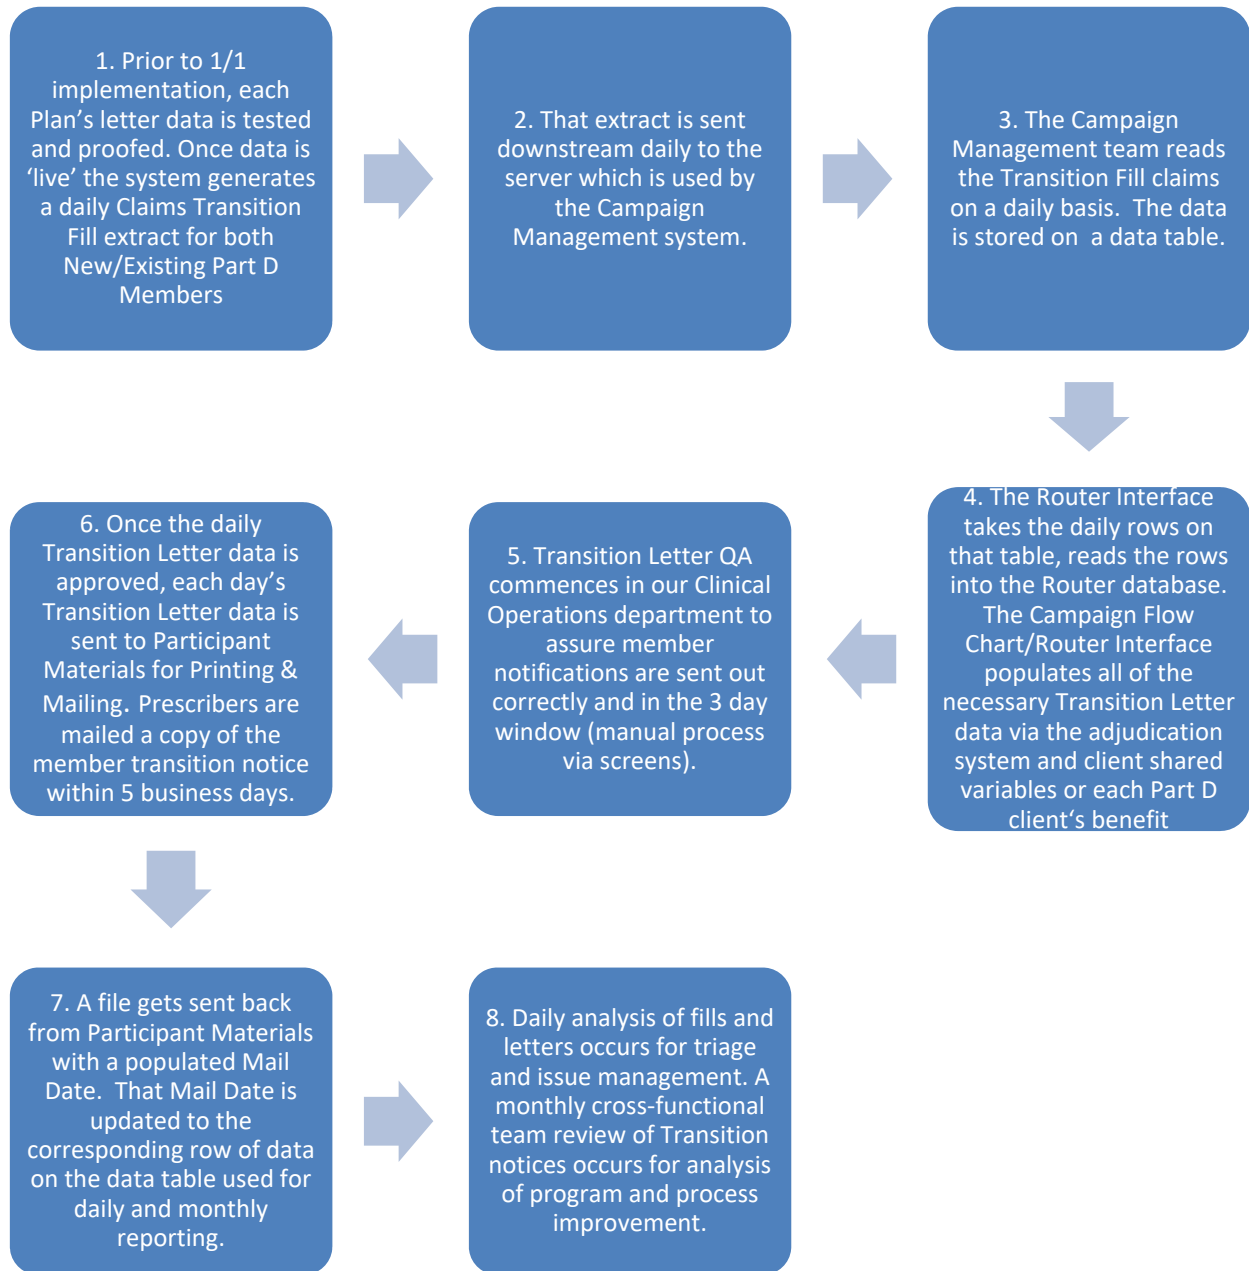 1. Prior to 1/1
implementation, each
Plan’s letter data is tested
and proofed. Once data is
‘live’ the system generates
a daily Claims Transition
Fill extract for both
New/Existing Part D
Members
2. That extract is sent
downstream daily to the
server which is used by
the Campaign
Management system.
3. The Campaign
Management team reads
the Transition Fill claims
on a daily basis.  The data
is stored on  a data table.
4. The Router Interface
takes the daily rows on
that table, reads the rows
into the Router database.
The Campaign Flow
Chart/Router Interface
populates all of the
necessary Transition Letter
data via the adjudication
system and client shared
variables or each Part D
client‘s benefit
5. Transition Letter QA
commences in our Clinical
Operations department to
assure member
notifications are sent out
correctly and in the 3 day
window (manual process
via screens).
6. Once the daily
Transition Letter data is
approved, each day’s
Transition Letter data is
sent to Participant
Materials for Printing &
Mailing. Prescribers are
mailed a copy of the
member transition notice
within 5 business days.
7. A file gets sent back
from Participant Materials
with a populated Mail
Date.  That Mail Date is
updated to the
corresponding row of data
on the data table used for
daily and monthly
reporting.
8. Daily analysis of fills and
letters occurs for triage
and issue management. A
monthly cross-functional
team review of Transition
notices occurs for analysis
of program and process
improvement.